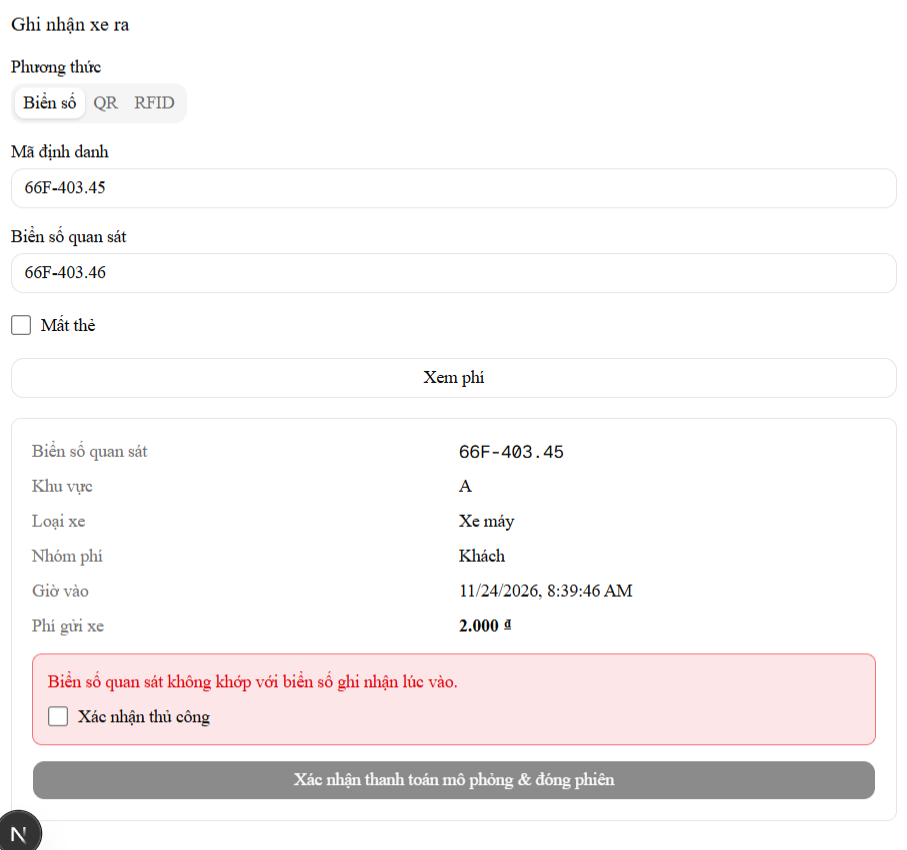 Ghi nhận xe ra
Phương thức
Biển số QR RFID
Mã định danh
66F-403.45
Biển số quan sát
66F-403.46
Mất thẻ
Xem phí
Biển số quan sát 66F-403.45
Khu vực A
Loại xe Xe máy
Nhóm phí Khách
Giờ vào 11/24/2026, 8:39:46 AM
Phí gửi xe 2.000 ₫
Biển số quan sát không khớp với biển số ghi nhận lúc vào.
Xác nhận thủ công
Xác nhận thanh toán mô phỏng & đóng phiên
N